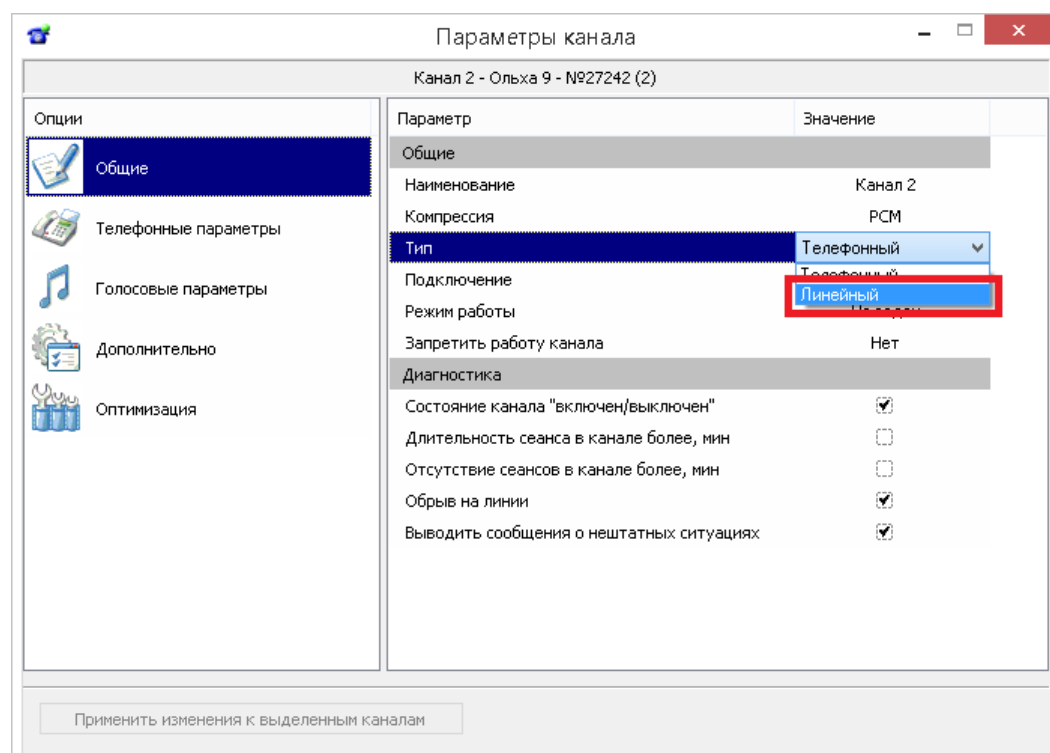 Параметры канала
Канал 2 - Ольха 9 - №27242 (2)
Опции
Общие
Телефонные параметры
Голосовые параметры
Дополнительно
Оптимизация
Параметр Значение
Общие
Наименование Канал 2
Компрессия PCM
Тип Телефонный
Телефонный
Подключение
Линейный
Режим работы
Запретить работу канала Нет
Диагностика
Состояние канала "включен/выключен"
Длительность сеанса в канале более, мин
Отсутствие сеансов в канале более, мин
Обрыв на линии
Выводить сообщения о нештатных ситуациях
Применить изменения к выделенным каналам